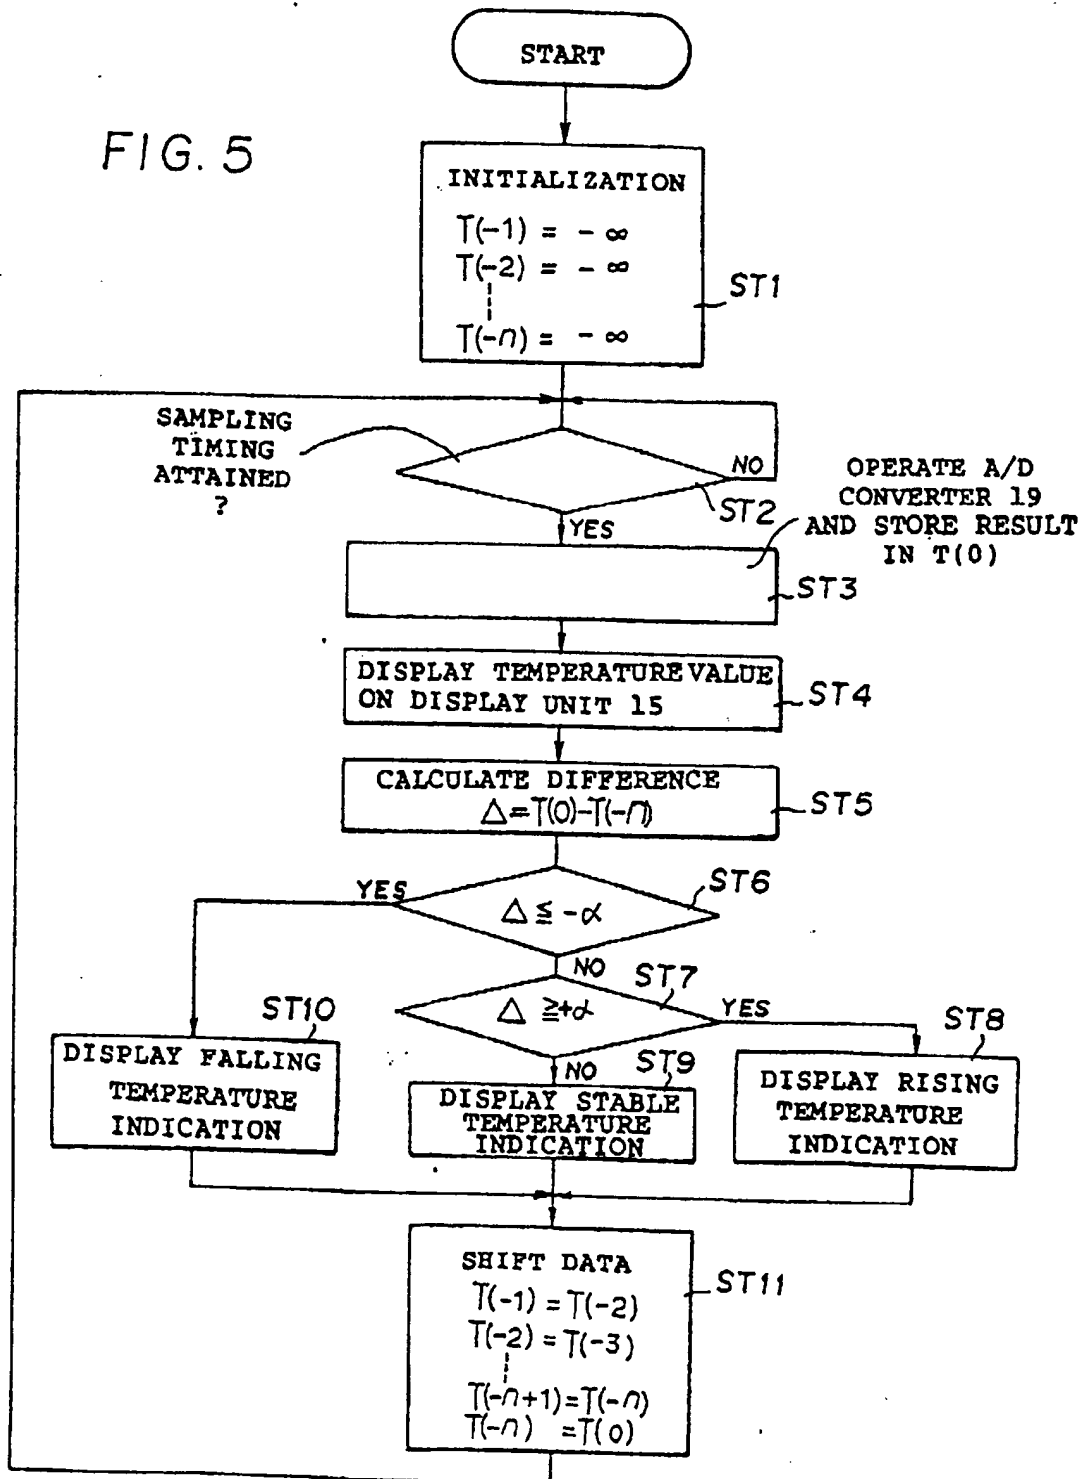 START
FIG. 5
INITIALIZATION
T(-1) = - ∞
T(-2) = - ∞
T(-n) = - ∞
ST1
SAMPLING
TIMING
ATTAINED
?
NO
ST2
YES
OPERATE A/D
CONVERTER 19
AND STORE RESULT
IN T(0)
ST3
DISPLAY TEMPERATURE VALUE
ON DISPLAY UNIT 15
ST4
CALCULATE DIFFERENCE
△=T(0)-T(-n)
ST5
YES
△ ≦ -α
ST6
NO
△ ≧+α
ST7
YES
ST10
DISPLAY FALLING
TEMPERATURE
INDICATION
NO
ST9
DISPLAY STABLE
TEMPERATURE
INDICATION
ST8
DISPLAY RISING
TEMPERATURE
INDICATION
SHIFT DATA
T(-1) = T(-2)
T(-2) = T(-3)
T(-n+1)=T(-n)
T(-n) =T(0)
ST11